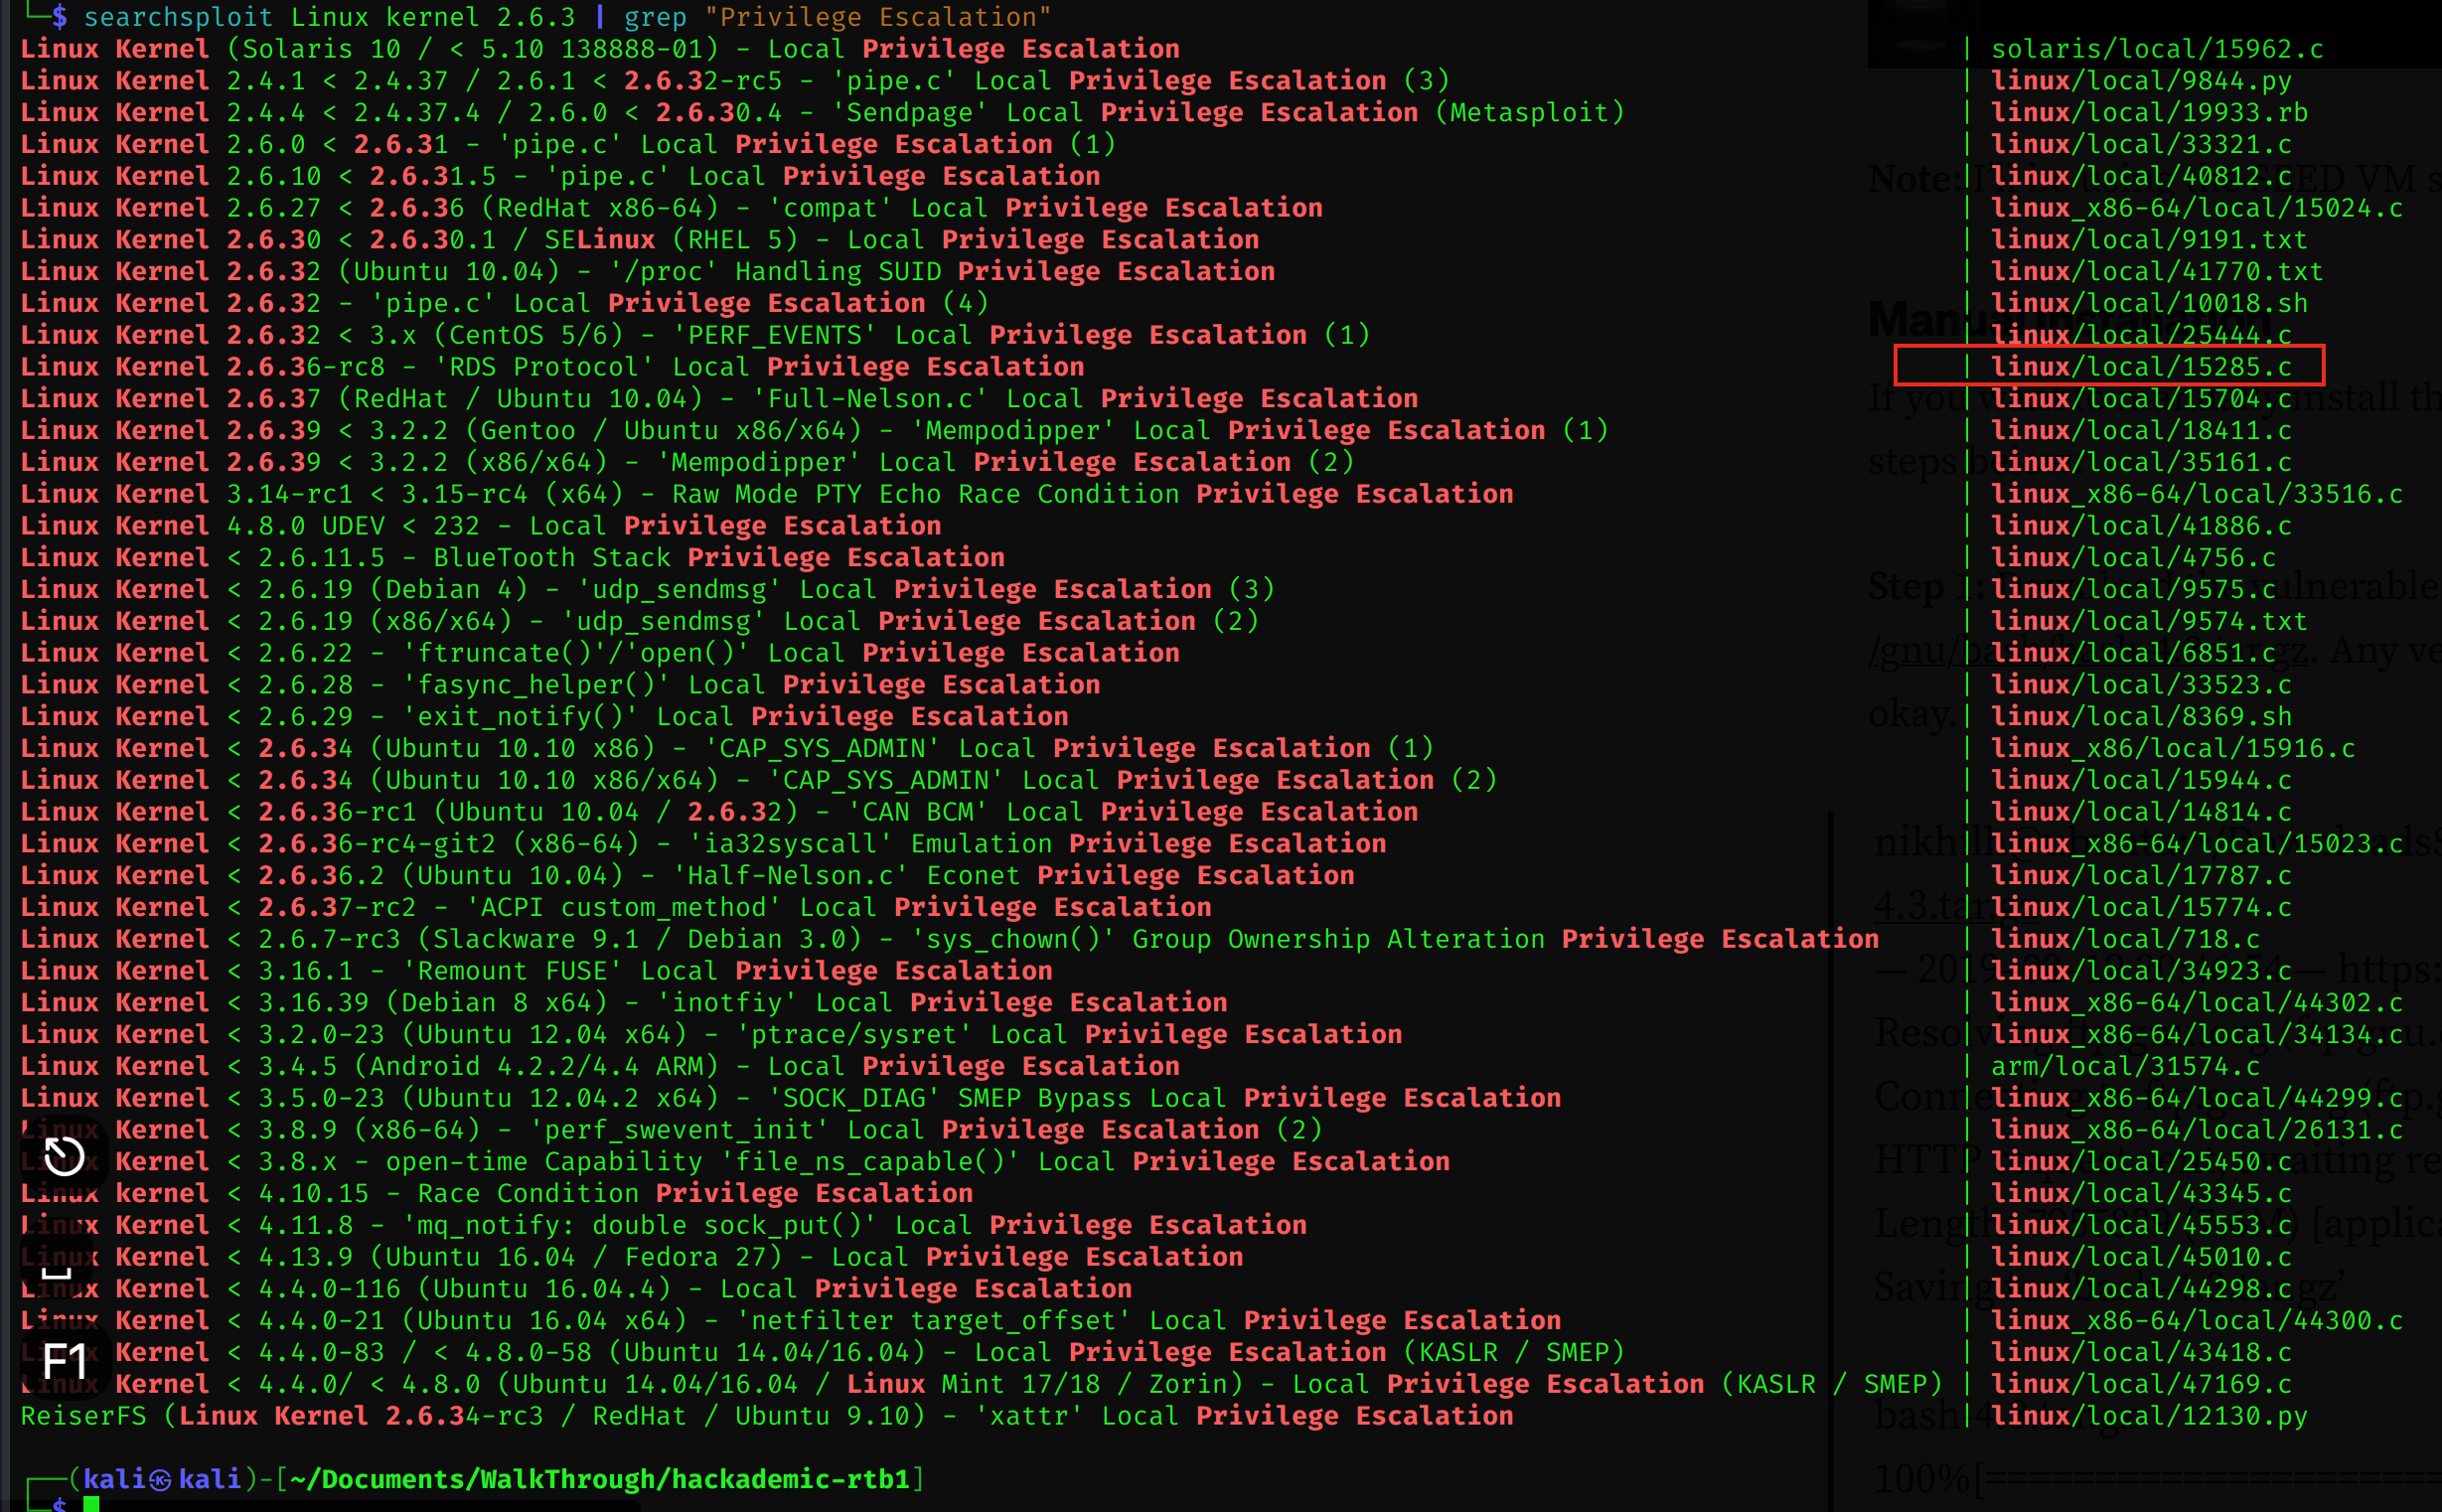 └─$ searchsploit Linux kernel 2.6.3 | grep "Privilege Escalation"
Linux Kernel (Solaris 10 / < 5.10 138888-01) - Local Privilege Escalation | solaris/local/15962.c
Linux Kernel 2.4.1 < 2.4.37 / 2.6.1 < 2.6.32-rc5 - 'pipe.c' Local Privilege Escalation (3) | linux/local/9844.py
Linux Kernel 2.4.4 < 2.4.37.4 / 2.6.0 < 2.6.30.4 - 'Sendpage' Local Privilege Escalation (Metasploit) | linux/local/19933.rb
Linux Kernel 2.6.0 < 2.6.31 - 'pipe.c' Local Privilege Escalation (1) | linux/local/33321.c
Linux Kernel 2.6.10 < 2.6.31.5 - 'pipe.c' Local Privilege Escalation | linux/local/40812.c
Linux Kernel 2.6.27 < 2.6.36 (RedHat x86-64) - 'compat' Local Privilege Escalation | linux_x86-64/local/15024.c
Linux Kernel 2.6.30 < 2.6.30.1 / SELinux (RHEL 5) - Local Privilege Escalation | linux/local/9191.txt
Linux Kernel 2.6.32 (Ubuntu 10.04) - '/proc' Handling SUID Privilege Escalation | linux/local/41770.txt
Linux Kernel 2.6.32 - 'pipe.c' Local Privilege Escalation (4) | linux/local/10018.sh
Linux Kernel 2.6.32 < 3.x (CentOS 5/6) - 'PERF_EVENTS' Local Privilege Escalation (1) | linux/local/25444.c
Linux Kernel 2.6.36-rc8 - 'RDS Protocol' Local Privilege Escalation | linux/local/15285.c
Linux Kernel 2.6.37 (RedHat / Ubuntu 10.04) - 'Full-Nelson.c' Local Privilege Escalation | linux/local/15704.c
Linux Kernel 2.6.39 < 3.2.2 (Gentoo / Ubuntu x86/x64) - 'Mempodipper' Local Privilege Escalation (1) | linux/local/18411.c
Linux Kernel 2.6.39 < 3.2.2 (x86/x64) - 'Mempodipper' Local Privilege Escalation (2) | linux/local/35161.c
Linux Kernel 3.14-rc1 < 3.15-rc4 (x64) - Raw Mode PTY Echo Race Condition Privilege Escalation | linux_x86-64/local/33516.c
Linux Kernel 4.8.0 UDEV < 232 - Local Privilege Escalation | linux/local/41886.c
Linux Kernel < 2.6.11.5 - BlueTooth Stack Privilege Escalation | linux/local/4756.c
Linux Kernel < 2.6.19 (Debian 4) - 'udp_sendmsg' Local Privilege Escalation (3) | linux/local/9575.c
Linux Kernel < 2.6.19 (x86/x64) - 'udp_sendmsg' Local Privilege Escalation (2) | linux/local/9574.txt
Linux Kernel < 2.6.22 - 'ftruncate()'/'open()' Local Privilege Escalation | linux/local/6851.c
Linux Kernel < 2.6.28 - 'fasync_helper()' Local Privilege Escalation | linux/local/33523.c
Linux Kernel < 2.6.29 - 'exit_notify()' Local Privilege Escalation | linux/local/8369.sh
Linux Kernel < 2.6.34 (Ubuntu 10.10 x86) - 'CAP_SYS_ADMIN' Local Privilege Escalation (1) | linux_x86/local/15916.c
Linux Kernel < 2.6.34 (Ubuntu 10.10 x86/x64) - 'CAP_SYS_ADMIN' Local Privilege Escalation (2) | linux/local/15944.c
Linux Kernel < 2.6.36-rc1 (Ubuntu 10.04 / 2.6.32) - 'CAN BCM' Local Privilege Escalation | linux/local/14814.c
Linux Kernel < 2.6.36-rc4-git2 (x86-64) - 'ia32syscall' Emulation Privilege Escalation | linux_x86-64/local/15023.c
Linux Kernel < 2.6.36.2 (Ubuntu 10.04) - 'Half-Nelson.c' Econet Privilege Escalation | linux/local/17787.c
Linux Kernel < 2.6.37-rc2 - 'ACPI custom_method' Local Privilege Escalation | linux/local/15774.c
Linux Kernel < 2.6.7-rc3 (Slackware 9.1 / Debian 3.0) - 'sys_chown()' Group Ownership Alteration Privilege Escalation | linux/local/718.c
Linux Kernel < 3.16.1 - 'Remount FUSE' Local Privilege Escalation | linux/local/34923.c
Linux Kernel < 3.16.39 (Debian 8 x64) - 'inotfiy' Local Privilege Escalation | linux_x86-64/local/44302.c
Linux Kernel < 3.2.0-23 (Ubuntu 12.04 x64) - 'ptrace/sysret' Local Privilege Escalation | linux_x86-64/local/34134.c
Linux Kernel < 3.4.5 (Android 4.2.2/4.4 ARM) - Local Privilege Escalation | arm/local/31574.c
Linux Kernel < 3.5.0-23 (Ubuntu 12.04.2 x64) - 'SOCK_DIAG' SMEP Bypass Local Privilege Escalation | linux_x86-64/local/44299.c
Linux Kernel < 3.8.9 (x86-64) - 'perf_swevent_init' Local Privilege Escalation (2) | linux_x86-64/local/26131.c
Linux Kernel < 3.8.x - open-time Capability 'file_ns_capable()' Local Privilege Escalation | linux/local/25450.c
Linux kernel < 4.10.15 - Race Condition Privilege Escalation | linux/local/43345.c
Linux Kernel < 4.11.8 - 'mq_notify: double sock_put()' Local Privilege Escalation | linux/local/45553.c
Linux Kernel < 4.13.9 (Ubuntu 16.04 / Fedora 27) - Local Privilege Escalation | linux/local/45010.c
Linux Kernel < 4.4.0-116 (Ubuntu 16.04.4) - Local Privilege Escalation | linux/local/44298.c
Linux Kernel < 4.4.0-21 (Ubuntu 16.04 x64) - 'netfilter target_offset' Local Privilege Escalation | linux_x86-64/local/44300.c
Linux Kernel < 4.4.0-83 / < 4.8.0-58 (Ubuntu 14.04/16.04) - Local Privilege Escalation (KASLR / SMEP) | linux/local/43418.c
Linux Kernel < 4.4.0/ < 4.8.0 (Ubuntu 14.04/16.04 / Linux Mint 17/18 / Zorin) - Local Privilege Escalation (KASLR / SMEP) | linux/local/47169.c
ReiserFS (Linux Kernel 2.6.34-rc3 / RedHat / Ubuntu 9.10) - 'xattr' Local Privilege Escalation | linux/local/12130.py
F1
┌──(kali㉿kali)-[~/Documents/WalkThrough/hackademic-rtb1]
└─$